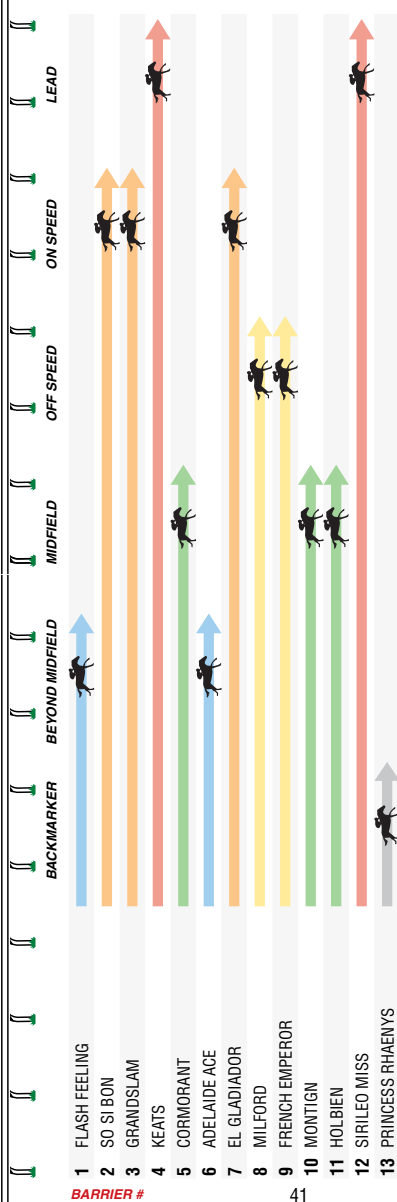 BACKMARKER BEYOND MIDFIELD MIDFIELD OFF SPEED ON SPEED LEAD
BARRIER #
1 FLASH FEELING
2 SO SI BON
3 GRANDSLAM
4 KEATS
5 CORMORANT
6 ADELAIDE ACE
7 EL GLADIADOR
8 MILFORD
9 FRENCH EMPEROR
10 MONTIGN
11 HOLBIEN
12 SIRILEO MISS
13 PRINCESS RHAENYS
41